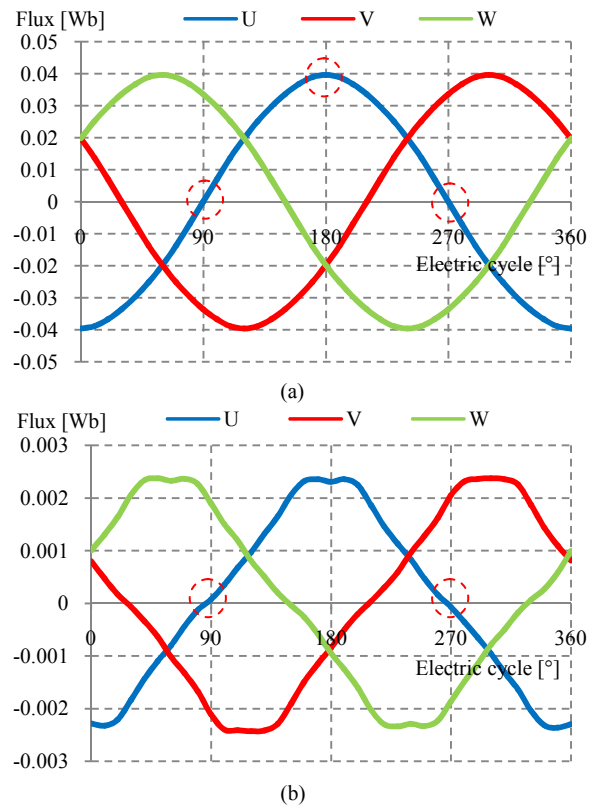 Flux [Wb] U V W
0.05
0.04
0.03
0.02
0.01
0
-0.01
-0.02
-0.03
-0.04
-0.05
0 90 180 270 360
Electric cycle [°]
(a)
Flux [Wb] U V W
0.003
0.002
0.001
0
-0.001
-0.002
-0.003
0 90 180 270 360
Electric cycle [°]
(b)